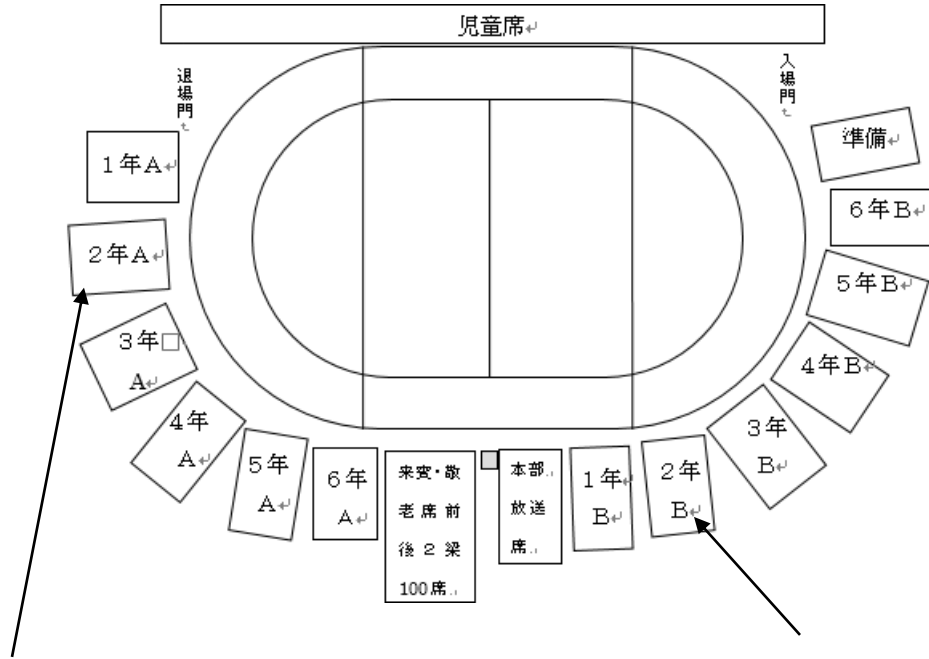 児童席
退場門
入場門
1年A
準備
2年A
6年B
3年
A
5年B
4年
A
4年B
5年
A
3年
B
6年
A
来賓・敬
老席前
後2梁
100席
本部
放送
席
1年
B
2年
B